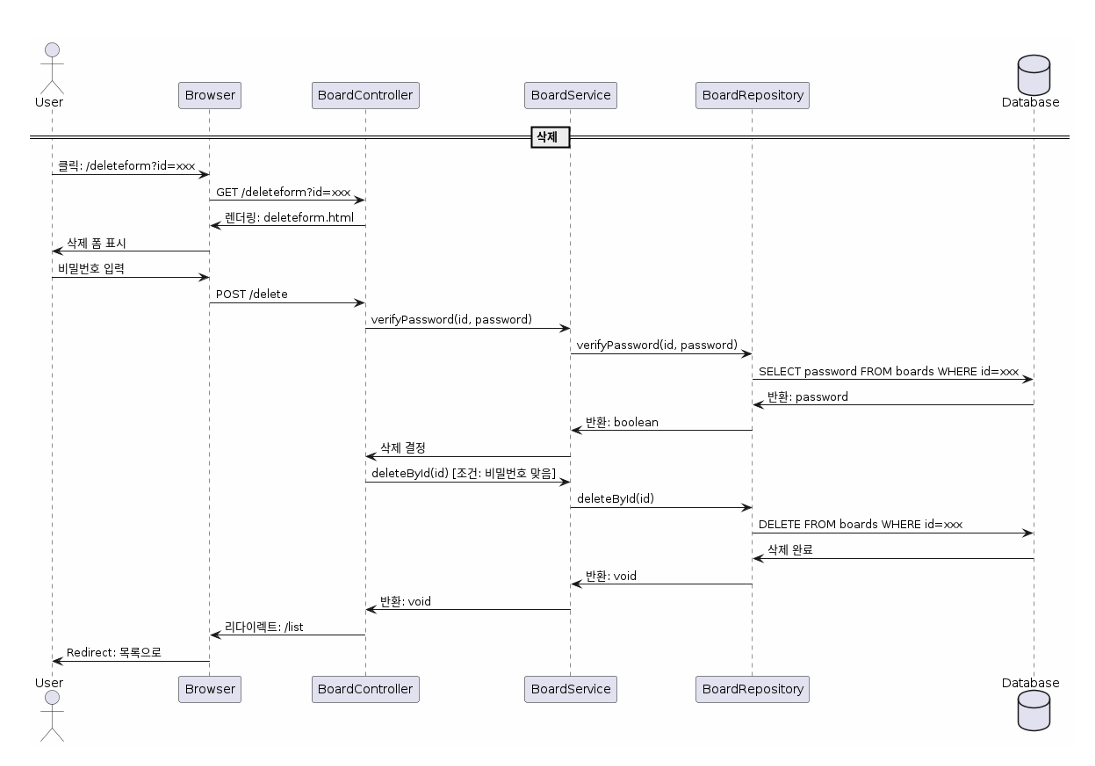 User
Browser
BoardController
BoardService
BoardRepository
Database
삭제
클릭: /deleteform?id=xxx
GET /deleteform?id=xxx
렌더링: deleteform.html
삭제 폼 표시
비밀번호 입력
POST /delete
verifyPassword(id, password)
verifyPassword(id, password)
SELECT password FROM boards WHERE id=xxx
반환: password
반환: boolean
삭제 결정
deleteById(id) [조건: 비밀번호 맞음]
deleteById(id)
DELETE FROM boards WHERE id=xxx
삭제 완료
반환: void
반환: void
리다이렉트: /list
Redirect: 목록으로
User
Browser
BoardController
BoardService
BoardRepository
Database